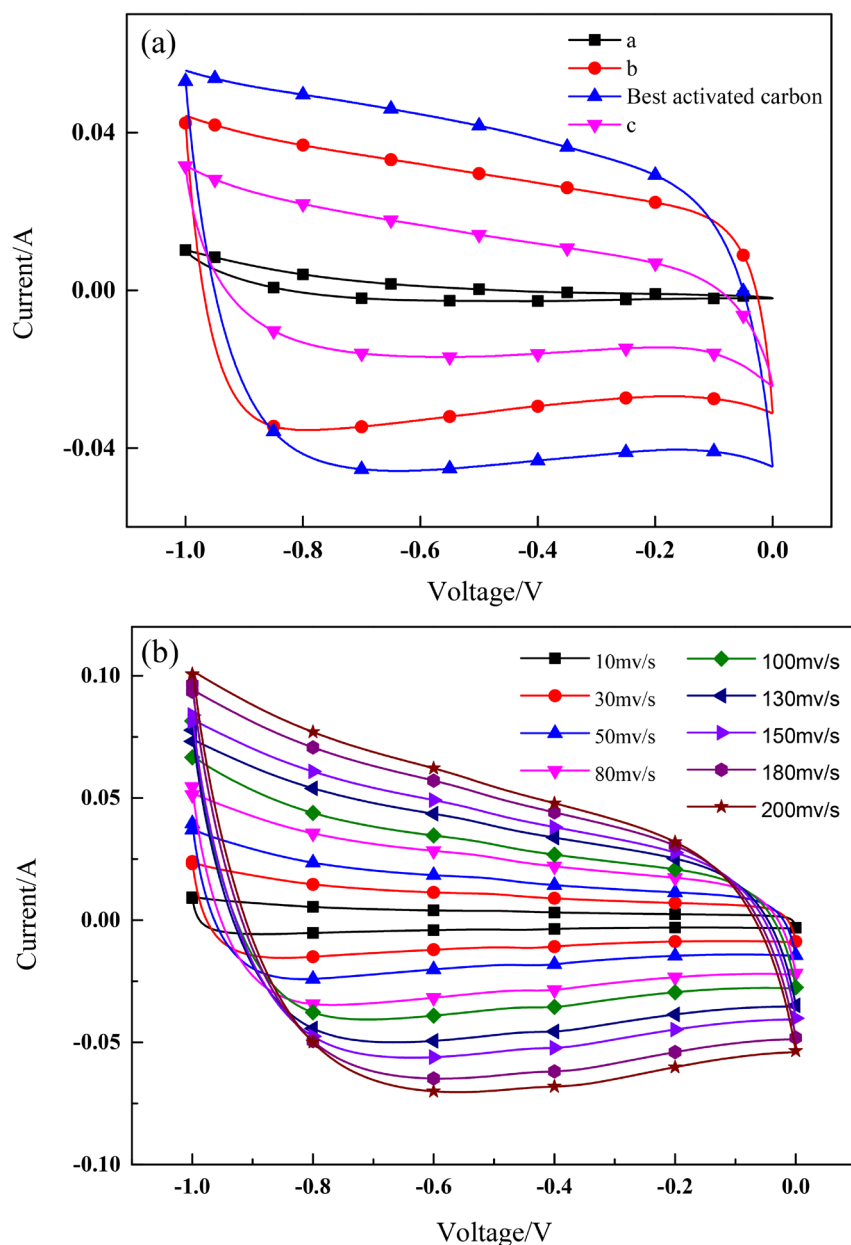 (a)
a
b
Best activated carbon
c
0.04
0.00
-0.04
Current/A
-1.0 -0.8 -0.6 -0.4 -0.2 0.0
Voltage/V
(b)
10mv/s 100mv/s
30mv/s 130mv/s
50mv/s 150mv/s
80mv/s 180mv/s
200mv/s
0.10
0.05
0.00
-0.05
-0.10
Current/A
-1.0 -0.8 -0.6 -0.4 -0.2 0.0
Voltage/V